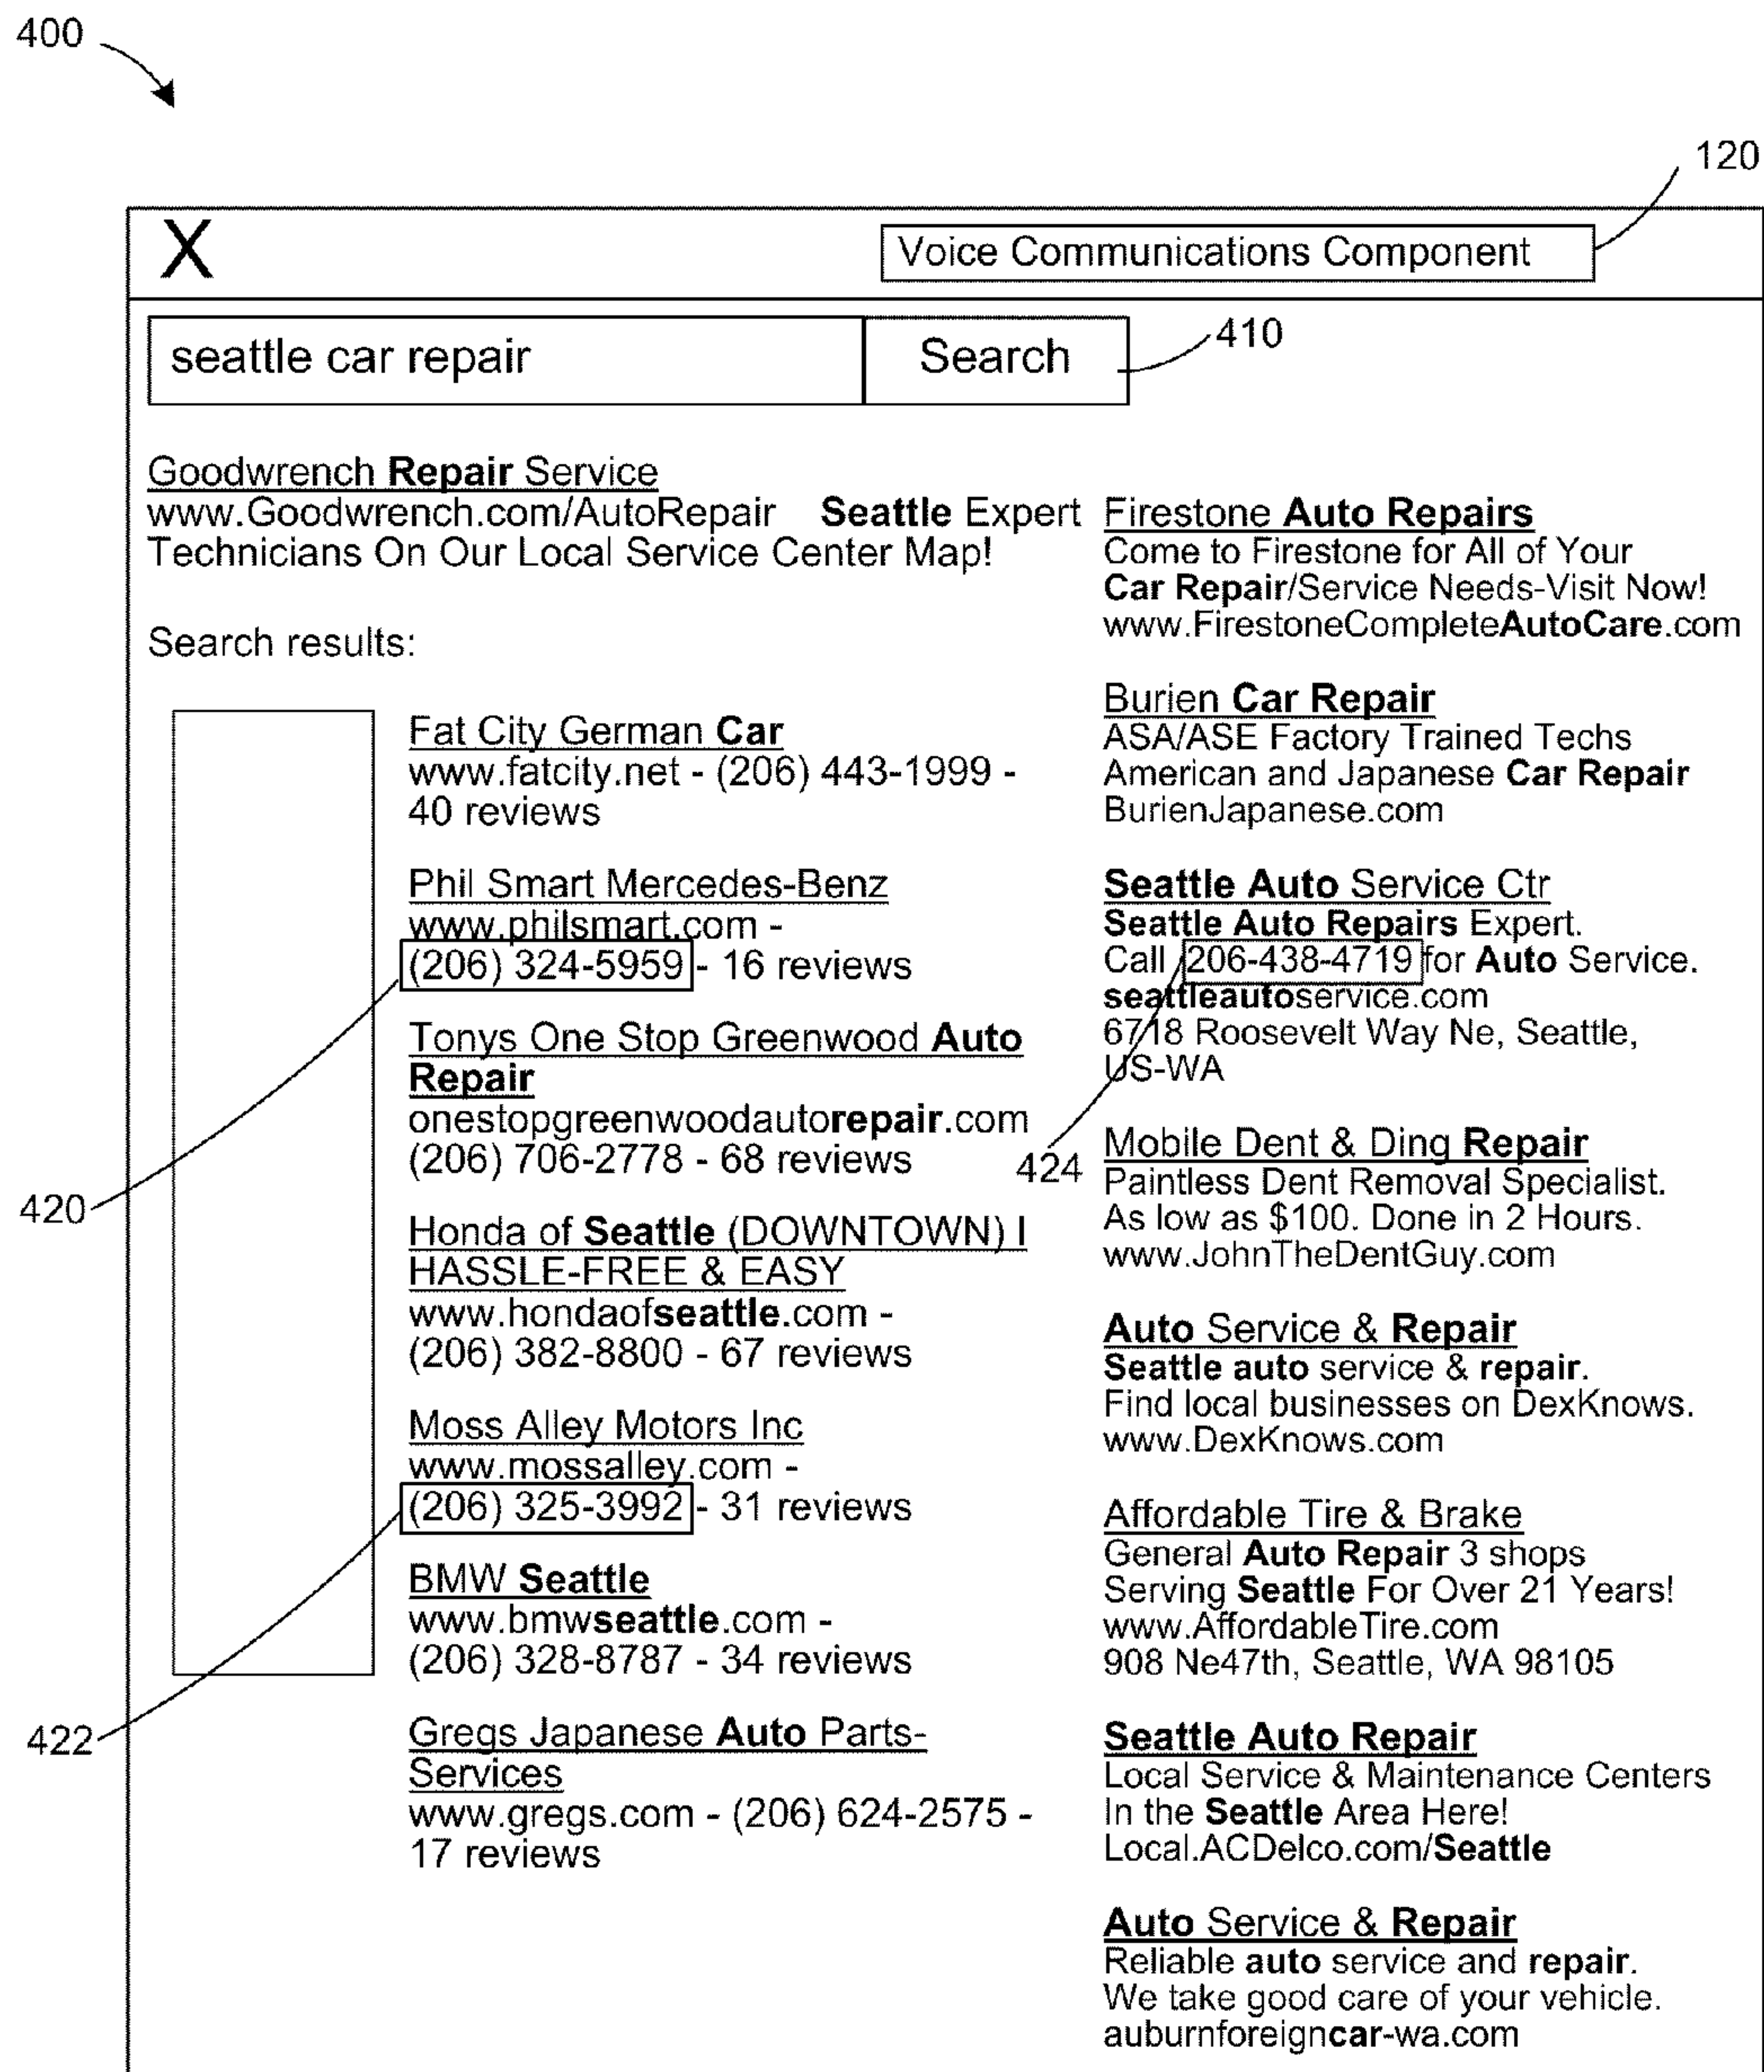 400
120
X
Voice Communications Component
seattle car repair
Search
410
Goodwrench Repair Service
www.Goodwrench.com/AutoRepair Seattle Expert
Technicians On Our Local Service Center Map!
Search results:
Fat City German Car
www.fatcity.net - (206) 443-1999 -
40 reviews
Phil Smart Mercedes-Benz
www.philsmart.com -
(206) 324-5959 - 16 reviews
Tonys One Stop Greenwood Auto
Repair
onestopgreenwoodautorepair.com
(206) 706-2778 - 68 reviews
420
Honda of Seattle (DOWNTOWN) I
HASSLE-FREE & EASY
www.hondaofseattle.com -
(206) 382-8800 - 67 reviews
Moss Alley Motors Inc
www.mossalley.com -
(206) 325-3992 - 31 reviews
BMW Seattle
www.bmwseattle.com -
(206) 328-8787 - 34 reviews
422
Gregs Japanese Auto Parts-
Services
www.gregs.com - (206) 624-2575 -
17 reviews
Firestone Auto Repairs
Come to Firestone for All of Your
Car Repair/Service Needs-Visit Now!
www.FirestoneCompleteAutoCare.com
Burien Car Repair
ASA/ASE Factory Trained Techs
American and Japanese Car Repair
BurienJapanese.com
Seattle Auto Service Ctr
Seattle Auto Repairs Expert.
Call 206-438-4719 for Auto Service.
seattleautoservice.com
6718 Roosevelt Way Ne, Seattle,
US-WA
424
Mobile Dent & Ding Repair
Paintless Dent Removal Specialist.
As low as $100. Done in 2 Hours.
www.JohnTheDentGuy.com
Auto Service & Repair
Seattle auto service & repair.
Find local businesses on DexKnows.
www.DexKnows.com
Affordable Tire & Brake
General Auto Repair 3 shops
Serving Seattle For Over 21 Years!
www.AffordableTire.com
908 Ne47th, Seattle, WA 98105
Seattle Auto Repair
Local Service & Maintenance Centers
In the Seattle Area Here!
Local.ACDelco.com/Seattle
Auto Service & Repair
Reliable auto service and repair.
We take good care of your vehicle.
auburnforeigncar-wa.com